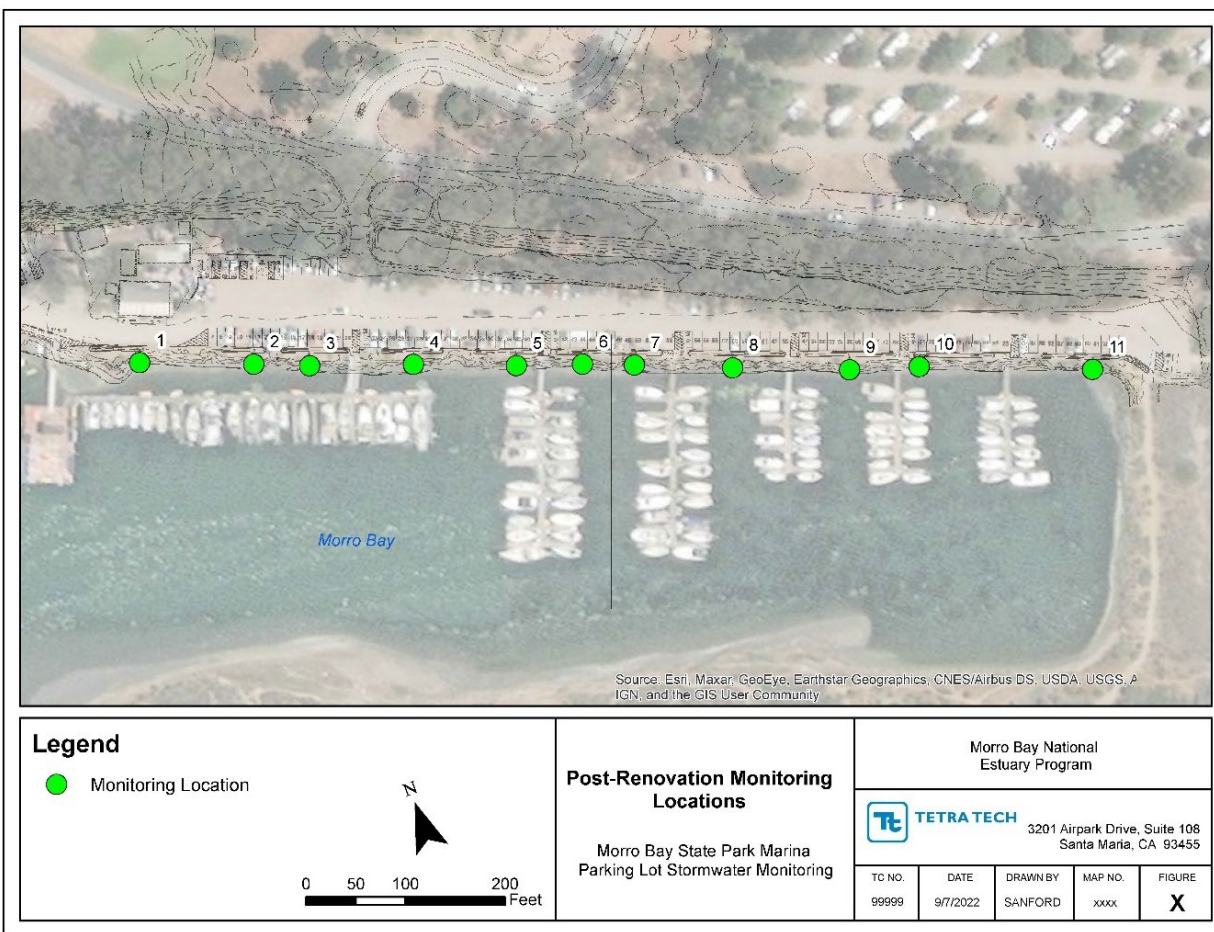 1
2
3
4
5
6
7
8
9
10
11
Morro Bay
Source: Esri, Maxar, GeoEye, Earthstar Geographics, CNES/Airbus DS, USDA, USGS, A
IGN, and the GIS User Community
Legend
Monitoring Location
N
0 50 100 200
Feet
Post-Renovation Monitoring
Locations
Morro Bay State Park Marina
Parking Lot Stormwater Monitoring
Morro Bay National
Estuary Program
Tt TETRA TECH
3201 Airpark Drive, Suite 108
Santa Maria, CA 93455
TC NO. DATE DRAWN BY MAP NO. FIGURE
99999 9/7/2022 SANFORD xxxx X